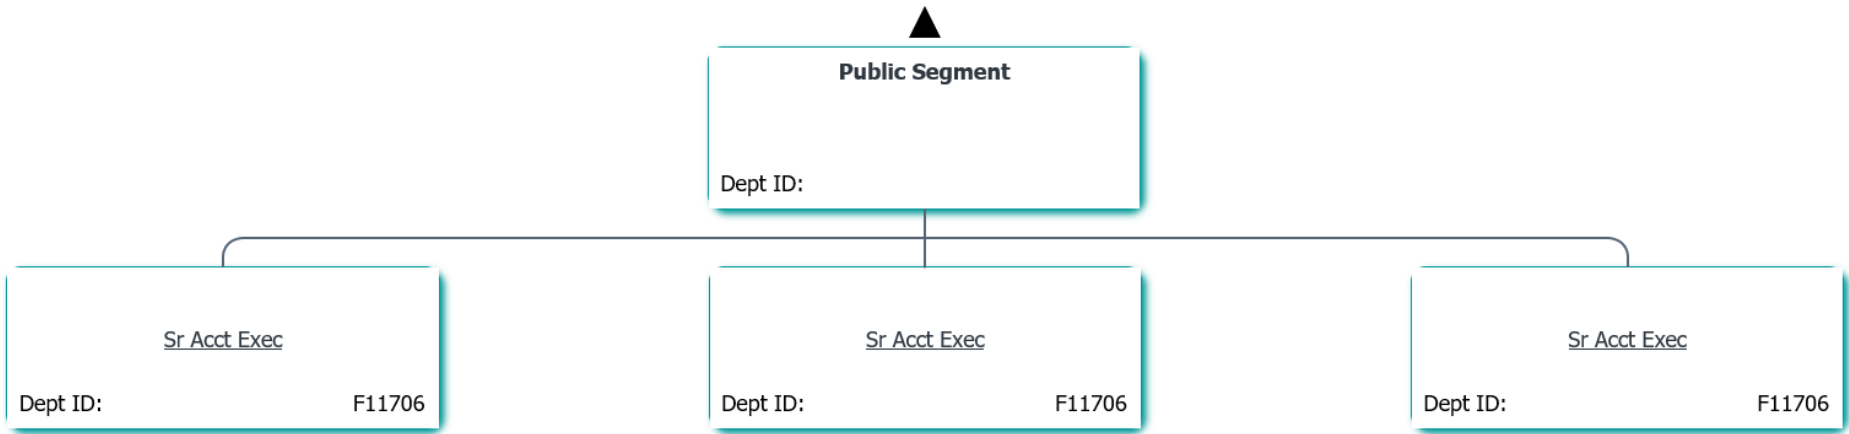 Public Segment
Dept ID:
Sr Acct Exec
Dept ID: F11706
Sr Acct Exec
Dept ID: F11706
Sr Acct Exec
Dept ID: F11706